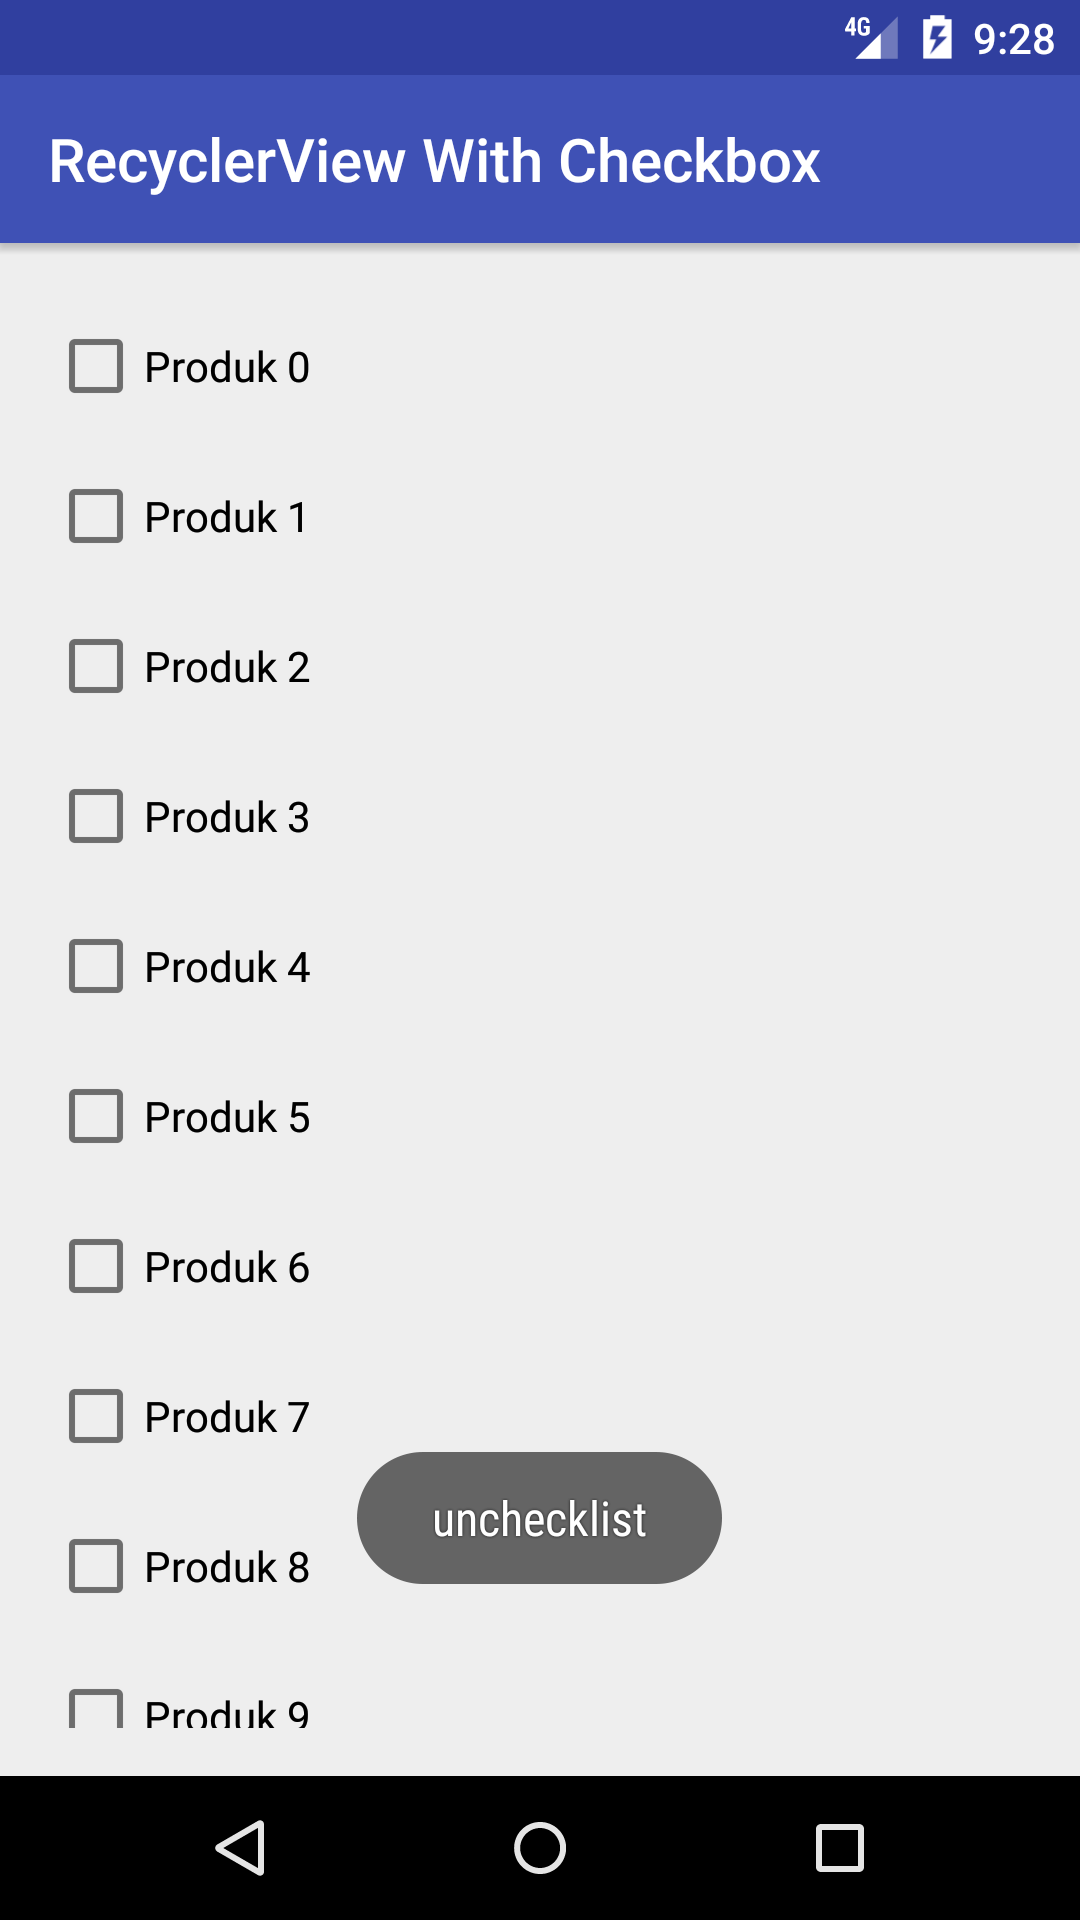 4G 9:28
RecyclerView With Checkbox
Produk 0
Produk 1
Produk 2
Produk 3
Produk 4
Produk 5
Produk 6
Produk 7
unchecklist
Produk 8
Produk 9